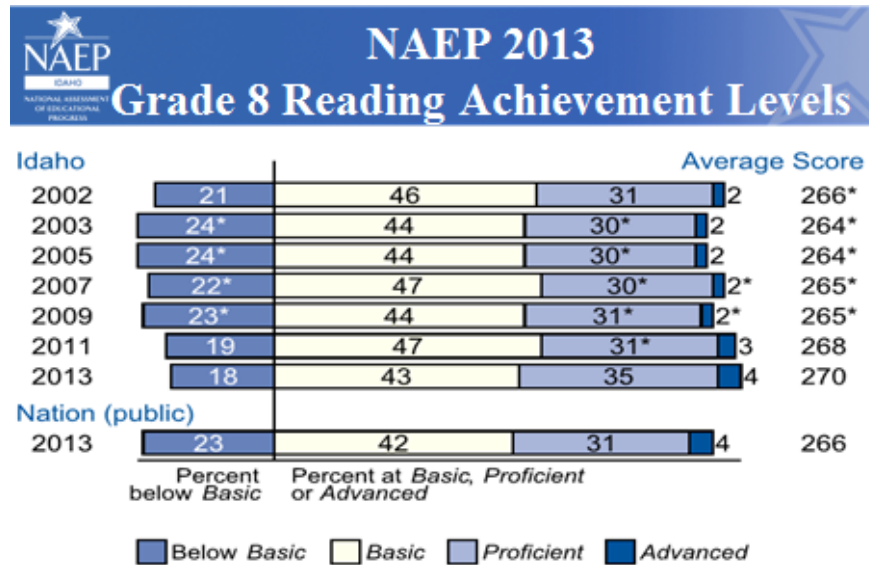 NAEP
IDAHO
NATIONAL ASSESSMENT
OF EDUCATIONAL
PROGRESS
NAEP 2013
Grade 8 Reading Achievement Levels
Idaho Average Score
2002 21 46 31 2 266*
2003 24* 44 30* 2 264*
2005 24* 44 30* 2 264*
2007 22* 47 30* 2* 265*
2009 23* 44 31* 2* 265*
2011 19 47 31* 3 268
2013 18 43 35 4 270
Nation (public)
2013 23 42 31 4 266
Percent Percent at Basic, Proficient
below Basic or Advanced
Below Basic Basic Proficient Advanced